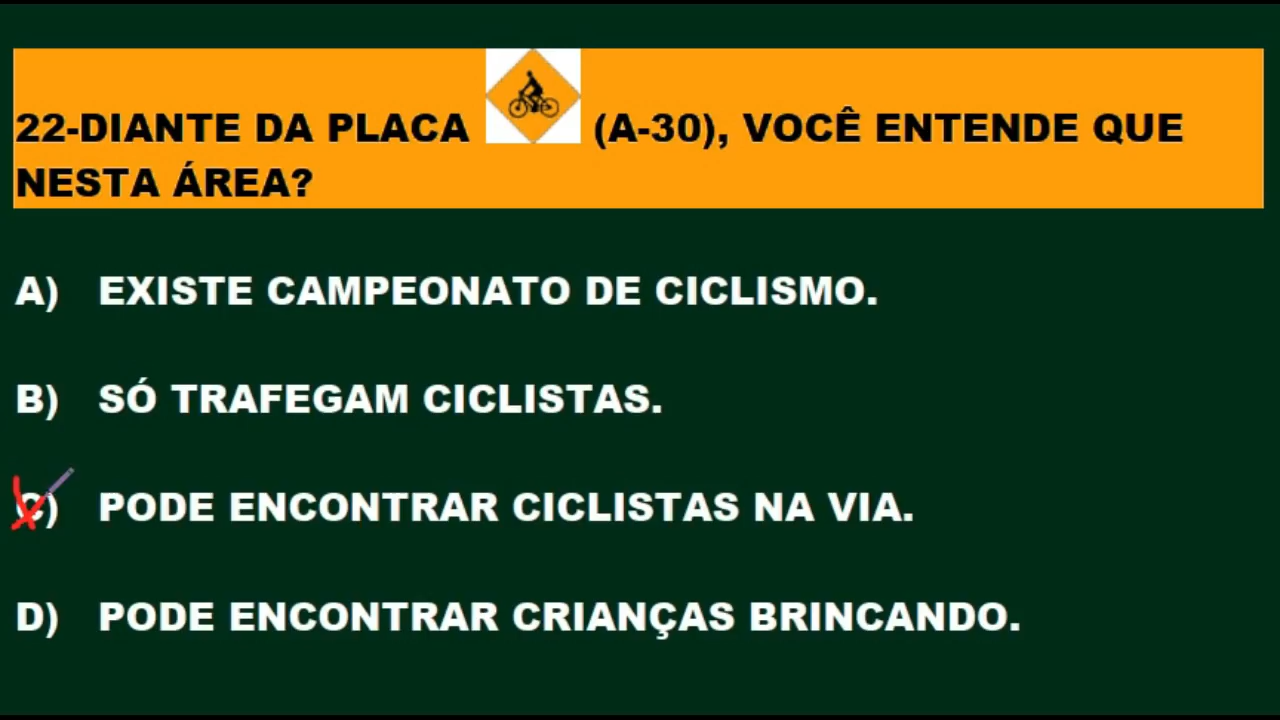 22-DIANTE DA PLACA (A-30), VOCÊ ENTENDE QUE
NESTA ÁREA?
A) EXISTE CAMPEONATO DE CICLISMO.
B) SÓ TRAFEGAM CICLISTAS.
C) PODE ENCONTRAR CICLISTAS NA VIA.
D) PODE ENCONTRAR CRIANÇAS BRINCANDO.